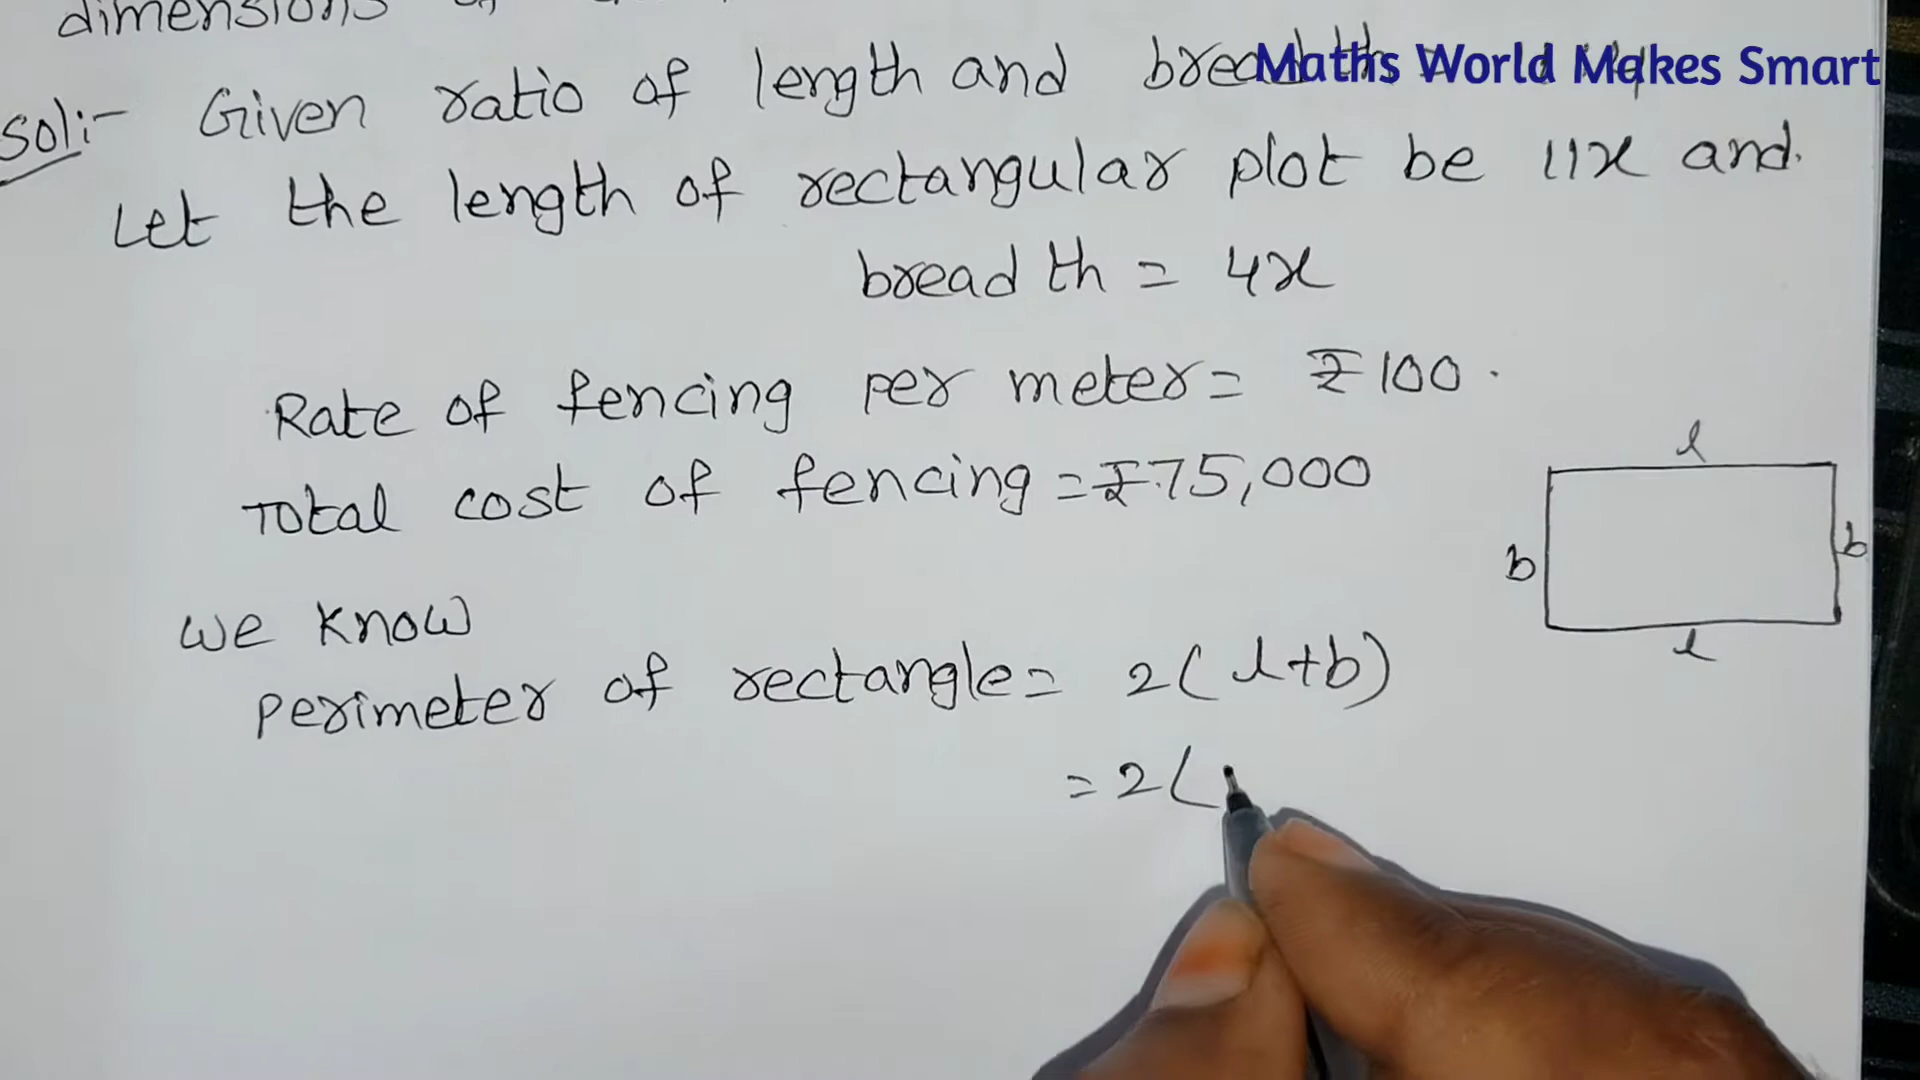 dimensions
Maths World Makes Smart
Sol:- Given ratio of length and breadth
Let the length of rectangular plot be 11x and.
breadth = 4x
Rate of fencing per meter = ₹100.
Total cost of fencing = ₹75,000
l
b
b
l
We know
perimeter of rectangle = 2(l+b)
= 2(